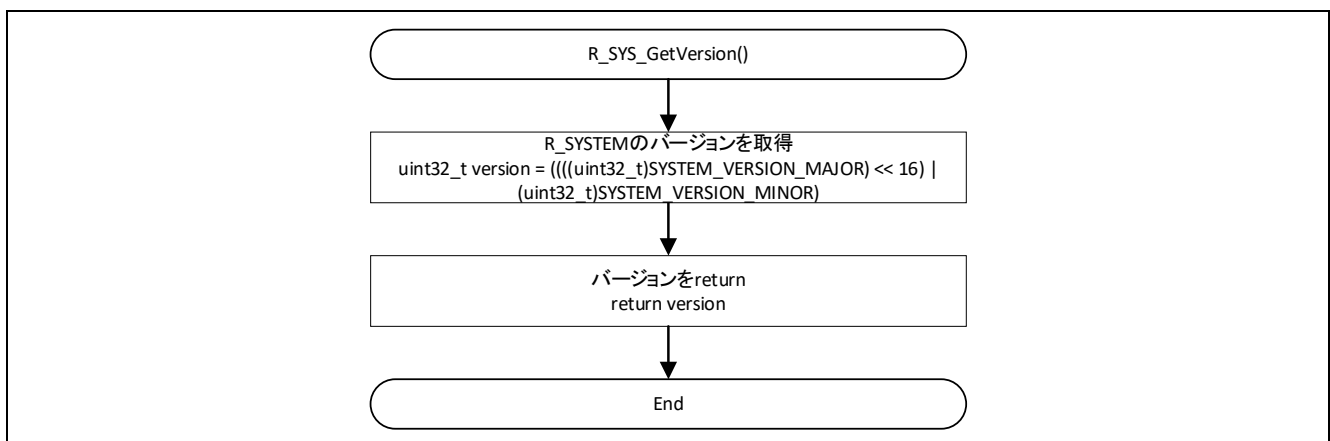 R_SYS_GetVersion()
R_SYSTEMのバージョンを取得
uint32_t version = ((((uint32_t)SYSTEM_VERSION_MAJOR) << 16) |
(uint32_t)SYSTEM_VERSION_MINOR)
バージョンをreturn
return version
End